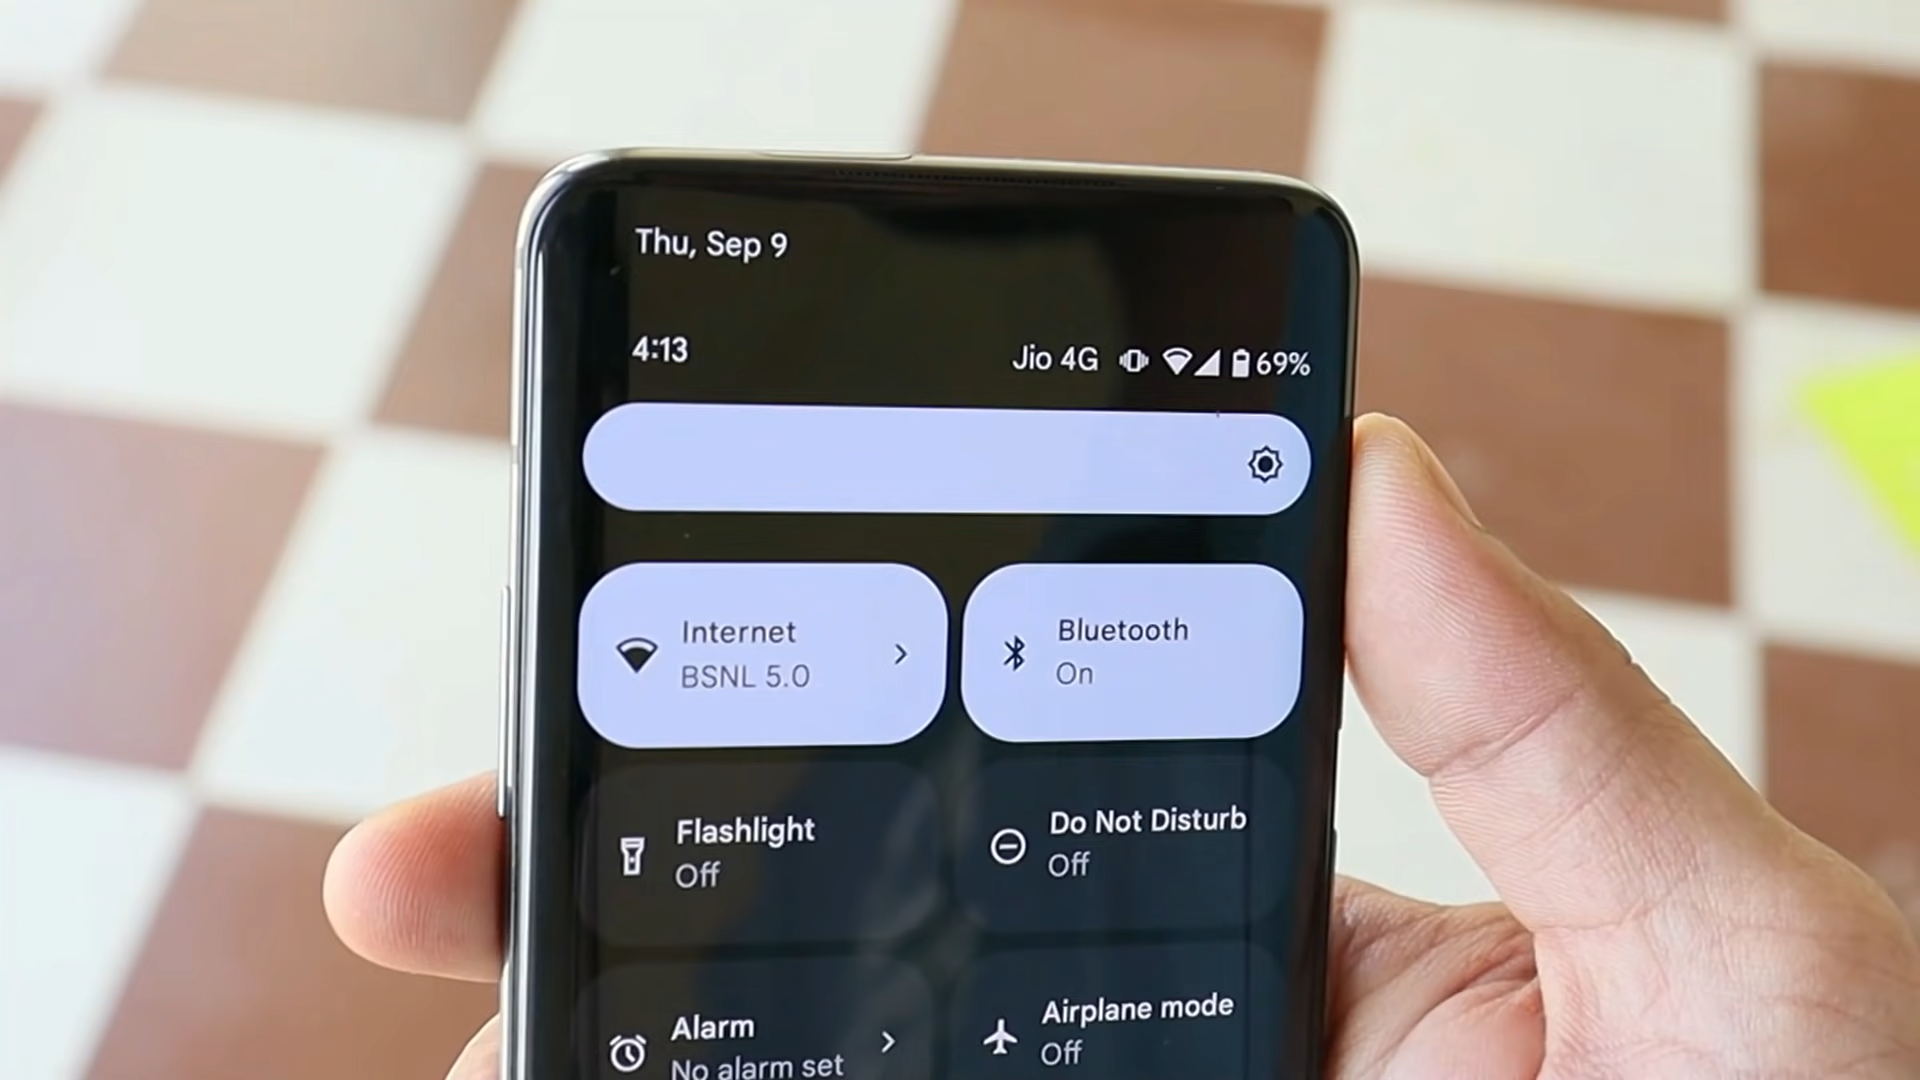 Thu, Sep 9
4:13
Jio 4G
69%
Internet
BSNL 5.0
Bluetooth
On
Flashlight
Off
Do Not Disturb
Off
Alarm
No alarm set
Airplane mode
Off